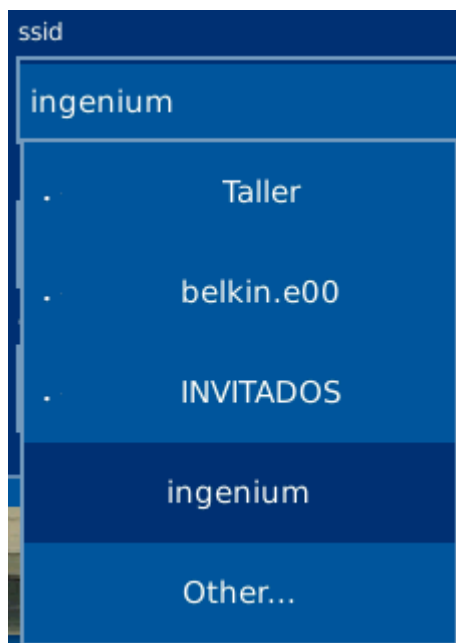 ssid
ingenium
Taller
belkin.e00
INVITADOS
ingenium
Other...